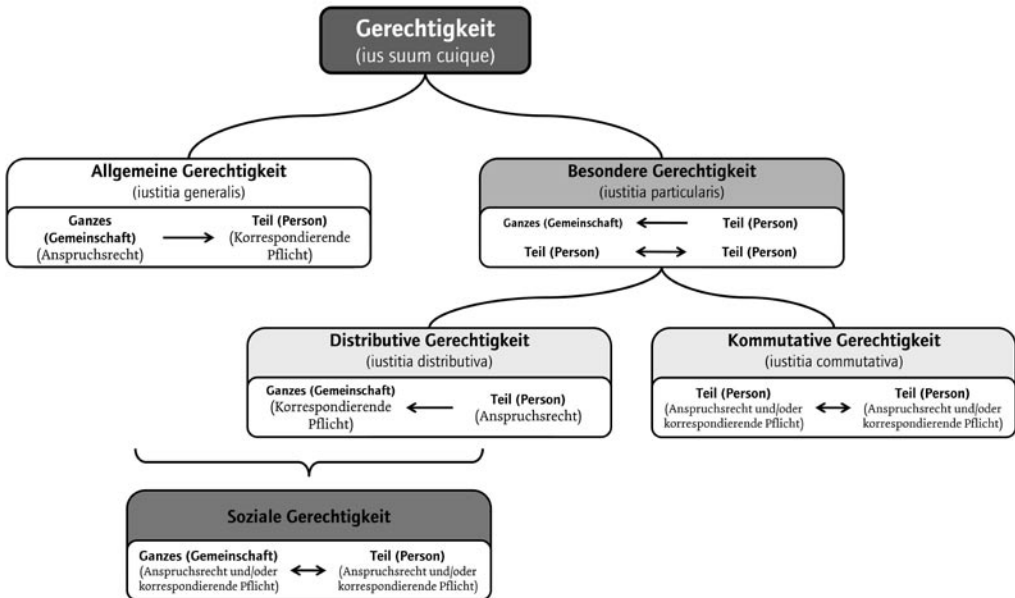 Gerechtigkeit
(ius suum cuique)
Allgemeine Gerechtigkeit
(iustitia generalis)
Ganzes
(Gemeinschaft)
(Anspruchsrecht)
Teil (Person)
(Korrespondierende
Pflicht)
Besondere Gerechtigkeit
(iustitia particularis)
Ganzes (Gemeinschaft)
Teil (Person)
Teil (Person)
Teil (Person)
Distributive Gerechtigkeit
(iustitia distributiva)
Ganzes (Gemeinschaft)
(Korrespondierende
Pflicht)
Teil (Person)
(Anspruchsrecht)
Kommutative Gerechtigkeit
(iustitia commutativa)
Teil (Person)
(Anspruchsrecht und/oder
korrespondierende Pflicht)
Teil (Person)
(Anspruchsrecht und/oder
korrespondierende Pflicht)
Soziale Gerechtigkeit
Ganzes (Gemeinschaft)
(Anspruchsrecht und/oder
korrespondierende Pflicht)
Teil (Person)
(Anspruchsrecht und/oder
korrespondierende Pflicht)